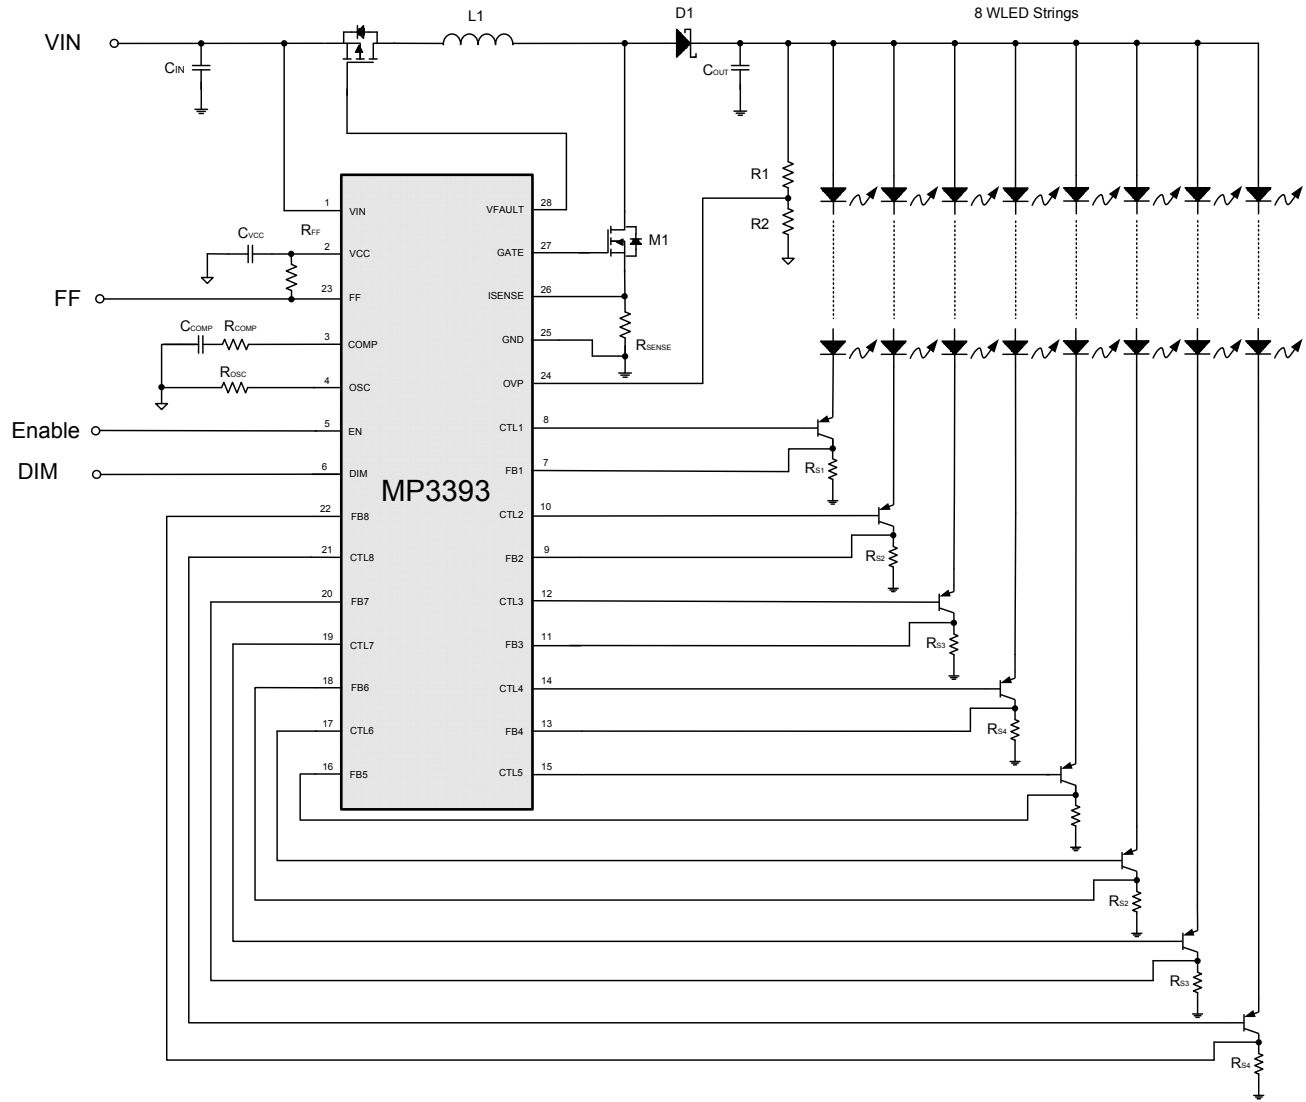 L1
D1
8 WLED Strings
VIN
CIN
COUT
R1
R2
1
VIN
VFAULT
28
CVCC
RFF
2
VCC
GATE
27
M1
FF
23
FF
ISENSE
26
CCOMP
RCOMP
3
COMP
GND
25
RSENSE
ROSC
4
OSC
OVP
24
Enable
5
EN
CTL1
8
DIM
6
DIM
FB1
7
RS1
MP3393
22
FB8
CTL2
10
21
CTL8
FB2
9
RS2
20
FB7
CTL3
12
19
CTL7
FB3
11
RS3
18
FB6
CTL4
14
17
CTL6
FB4
13
RS4
16
FB5
CTL5
15
RS2
RS3
RS4